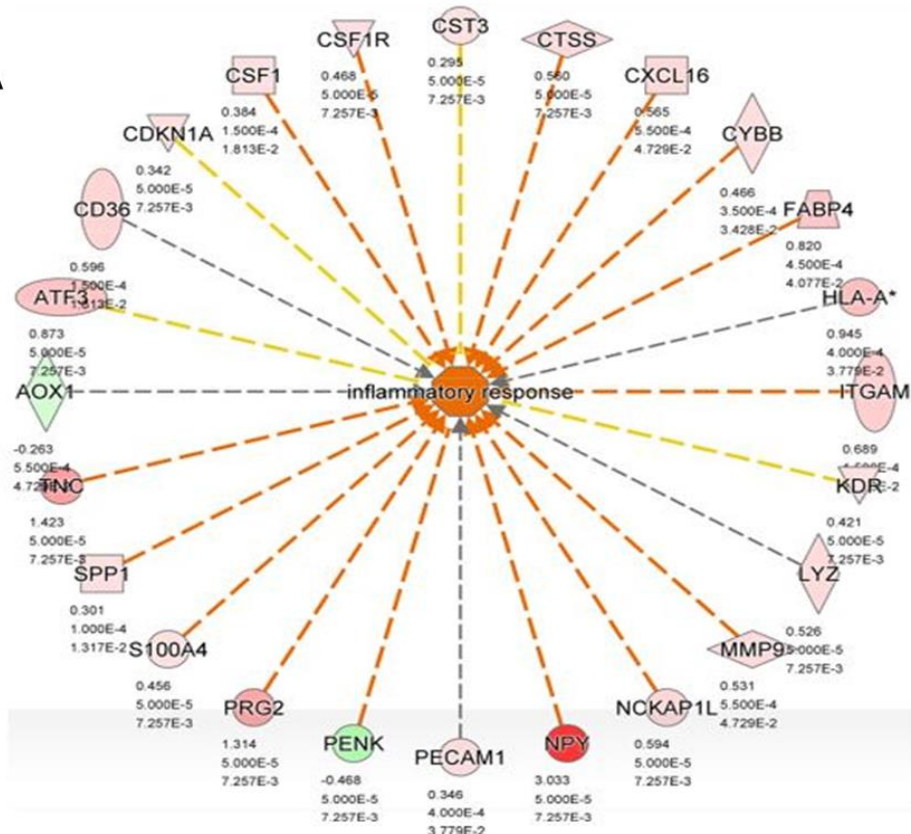 A
CST3
0.295
5.000E-5
7.257E-3
CTSS
0.560
5.000E-5
7.257E-3
CXCL16
0.565
5.500E-4
4.729E-2
CYBB
0.466
3.500E-4
3.428E-2
FABP4
0.820
4.500E-4
4.077E-2
HLA-A*
0.945
4.000E-4
3.779E-2
ITGAM
0.689
KDR
0.421
5.000E-5
7.257E-3
LYZ
0.526
5.000E-5
7.257E-3
MMP9
0.531
5.500E-4
4.729E-2
NCKAP1L
0.594
5.000E-5
7.257E-3
NPY
3.033
5.000E-5
7.257E-3
PECAM1
0.346
4.000E-4
3.779E-2
PENK
-0.468
5.000E-5
7.257E-3
PRG2
1.314
5.000E-5
7.257E-3
S100A4
0.456
5.000E-5
7.257E-3
SPP1
0.301
1.000E-4
1.317E-2
TNC
1.423
5.000E-5
7.257E-3
AOX1
-0.263
5.500E-4
ATF3
0.873
5.000E-5
7.257E-3
CD36
0.596
1.500E-4
1.813E-2
CDKN1A
0.342
5.000E-5
7.257E-3
CSF1
0.384
1.500E-4
1.813E-2
CSF1R
0.468
5.000E-5
7.257E-3
inflammatory response